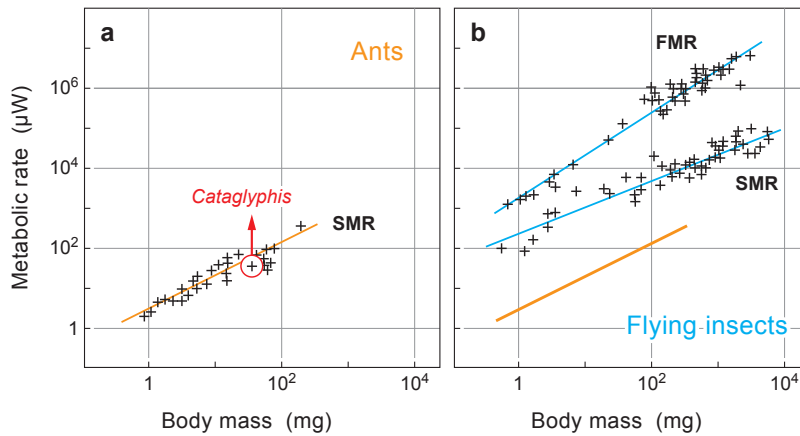 a
Ants
Cataglyphis
SMR
Metabolic rate (µW)
10⁶
10⁴
10²
1
1
10²
10⁴
Body mass (mg)
b
FMR
SMR
Flying insects
1
10²
10⁴
Body mass (mg)